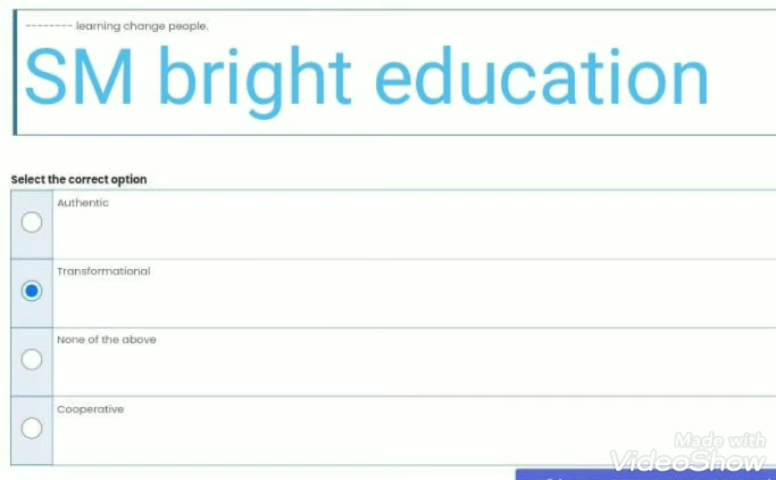 -------- learning change people.
SM bright education
Select the correct option
Authentic
Transformational
None of the above
Cooperative
Made with
VideoShow